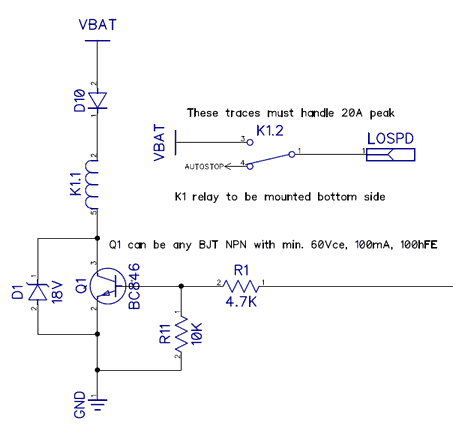 VBAT
2
D10
1
These traces must handle 20A peak
VBAT
3
K1.2
LOSPD
1
1
AUTOSTOP
4
2
K1.1
5
K1 relay to be mounted bottom side
Q1 can be any BJT NPN with min. 60Vce, 100mA, 100hFE
D1
1
18V
2
Q1
3
1
2
BC846
R1
2
1
4.7K
R11
1
10K
2
GND
1